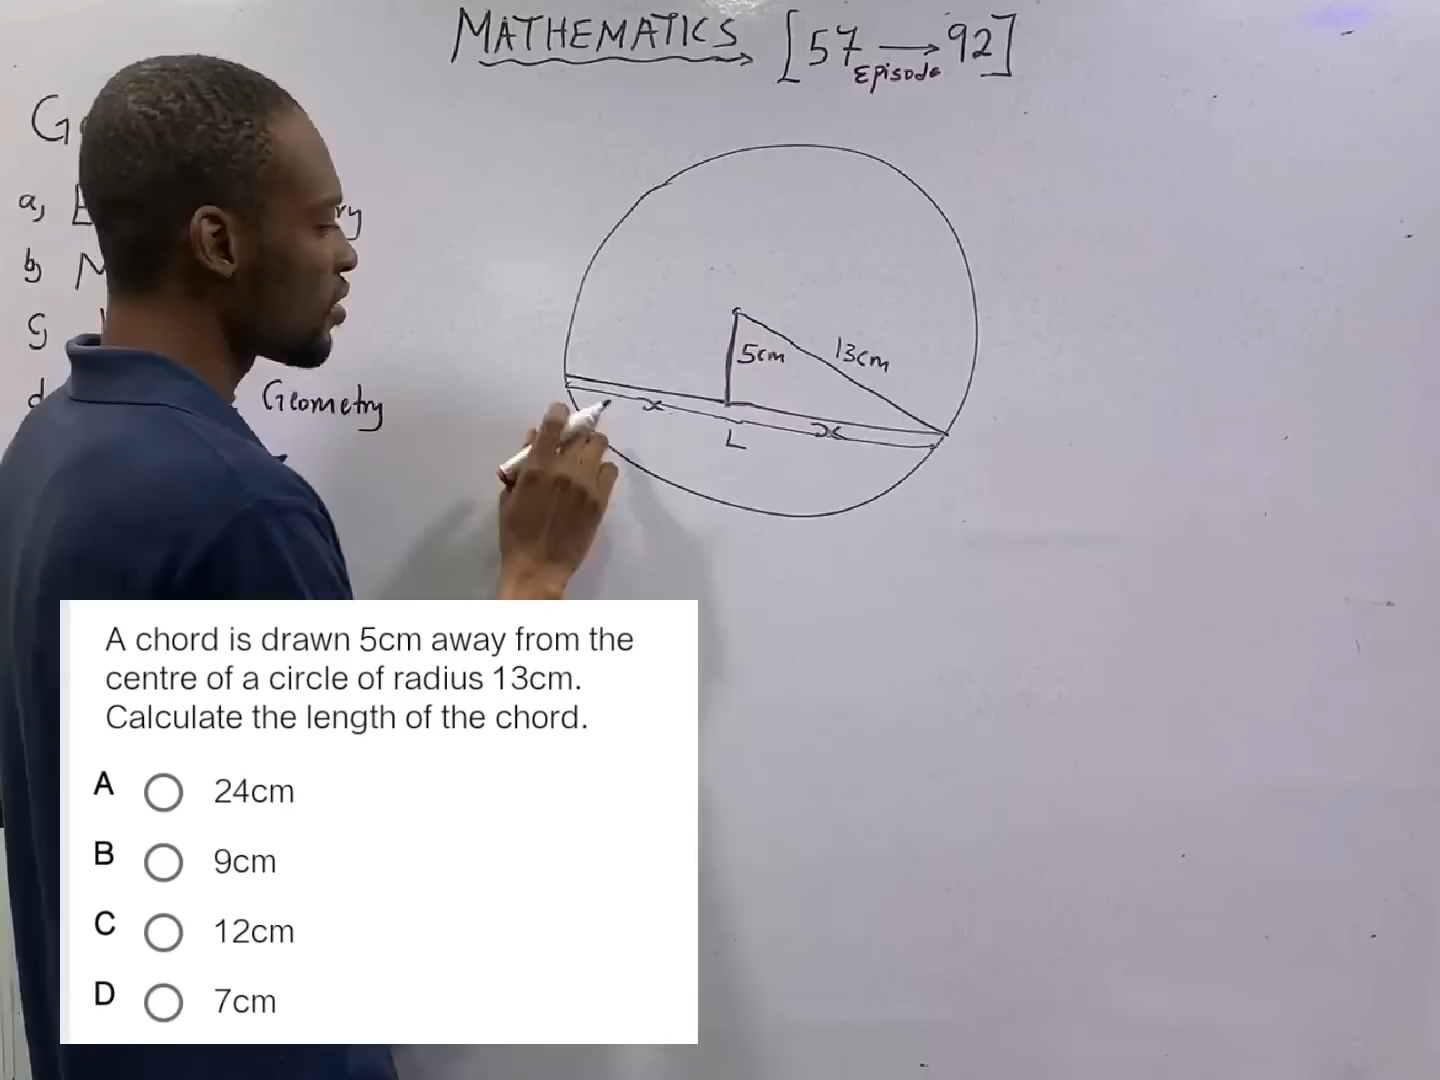 MATHEMATICS [57 → 92]
Episode
a,
b,
Geometry
5cm
13cm
x
x
L
A chord is drawn 5cm away from the
centre of a circle of radius 13cm.
Calculate the length of the chord.
A 24cm
B 9cm
C 12cm
D 7cm